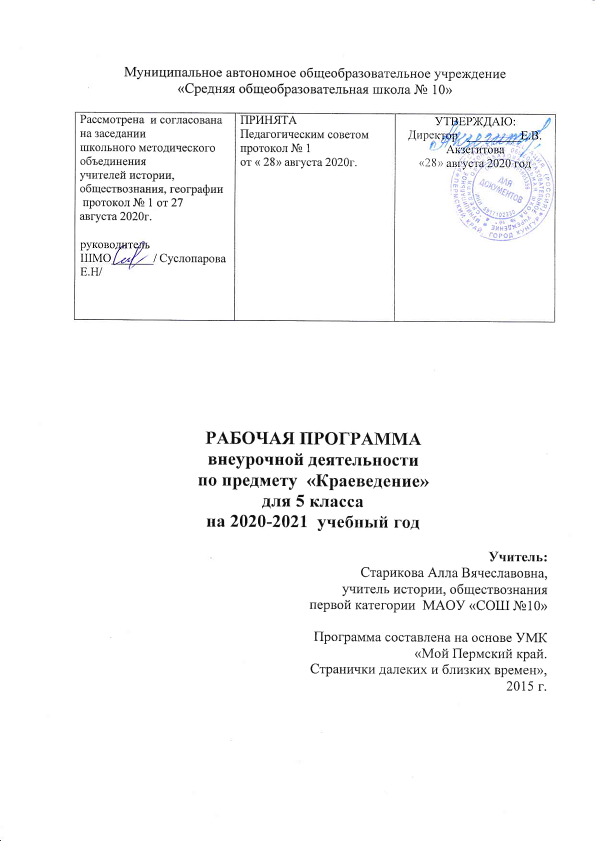 Муниципальное автономное общеобразовательное учреждение
«Средняя общеобразовательная школа № 10»
Рассмотрена и согласована
на заседании
школьного методического
объединения
учителей истории,
обществознания, географии
протокол № 1 от 27
августа 2020г.
руководитель
ШМО / Суслопарова
Е.Н/
ПРИНЯТА
Педагогическим советом
протокол № 1
от « 28» августа 2020г.
УТВЕРЖДАЮ:
Директор Е.В.
Акзегитова
«28» августа 2020 год
ДЛЯ
ДОКУМЕНТОВ
РАБОЧАЯ ПРОГРАММА
внеурочной деятельности
по предмету «Краеведение»
для 5 класса
на 2020-2021 учебный год
Учитель:
Старикова Алла Вячеславовна,
учитель истории, обществознания
первой категории МАОУ «СОШ №10»
Программа составлена на основе УМК
«Мой Пермский край.
Странички далеких и близких времен»,
2015 г.